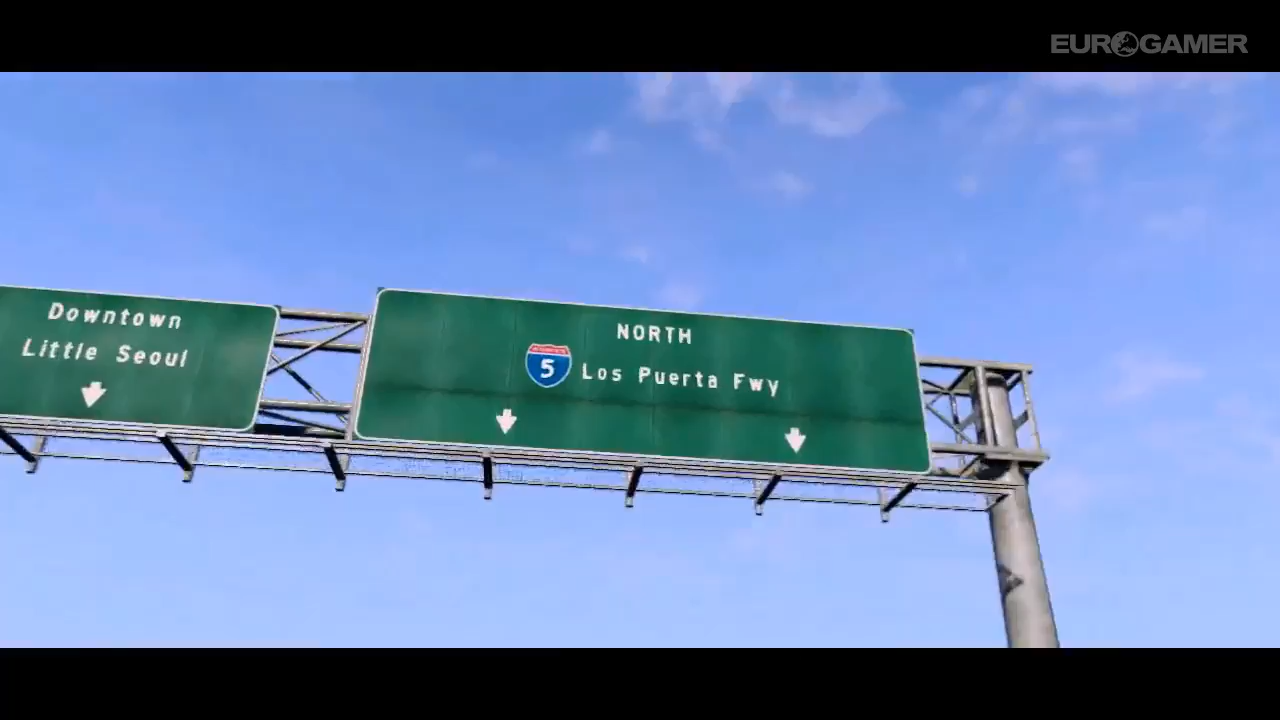 EUROGAMER
Downtown
Little Seoul
NORTH
5 Los Puerta Fwy